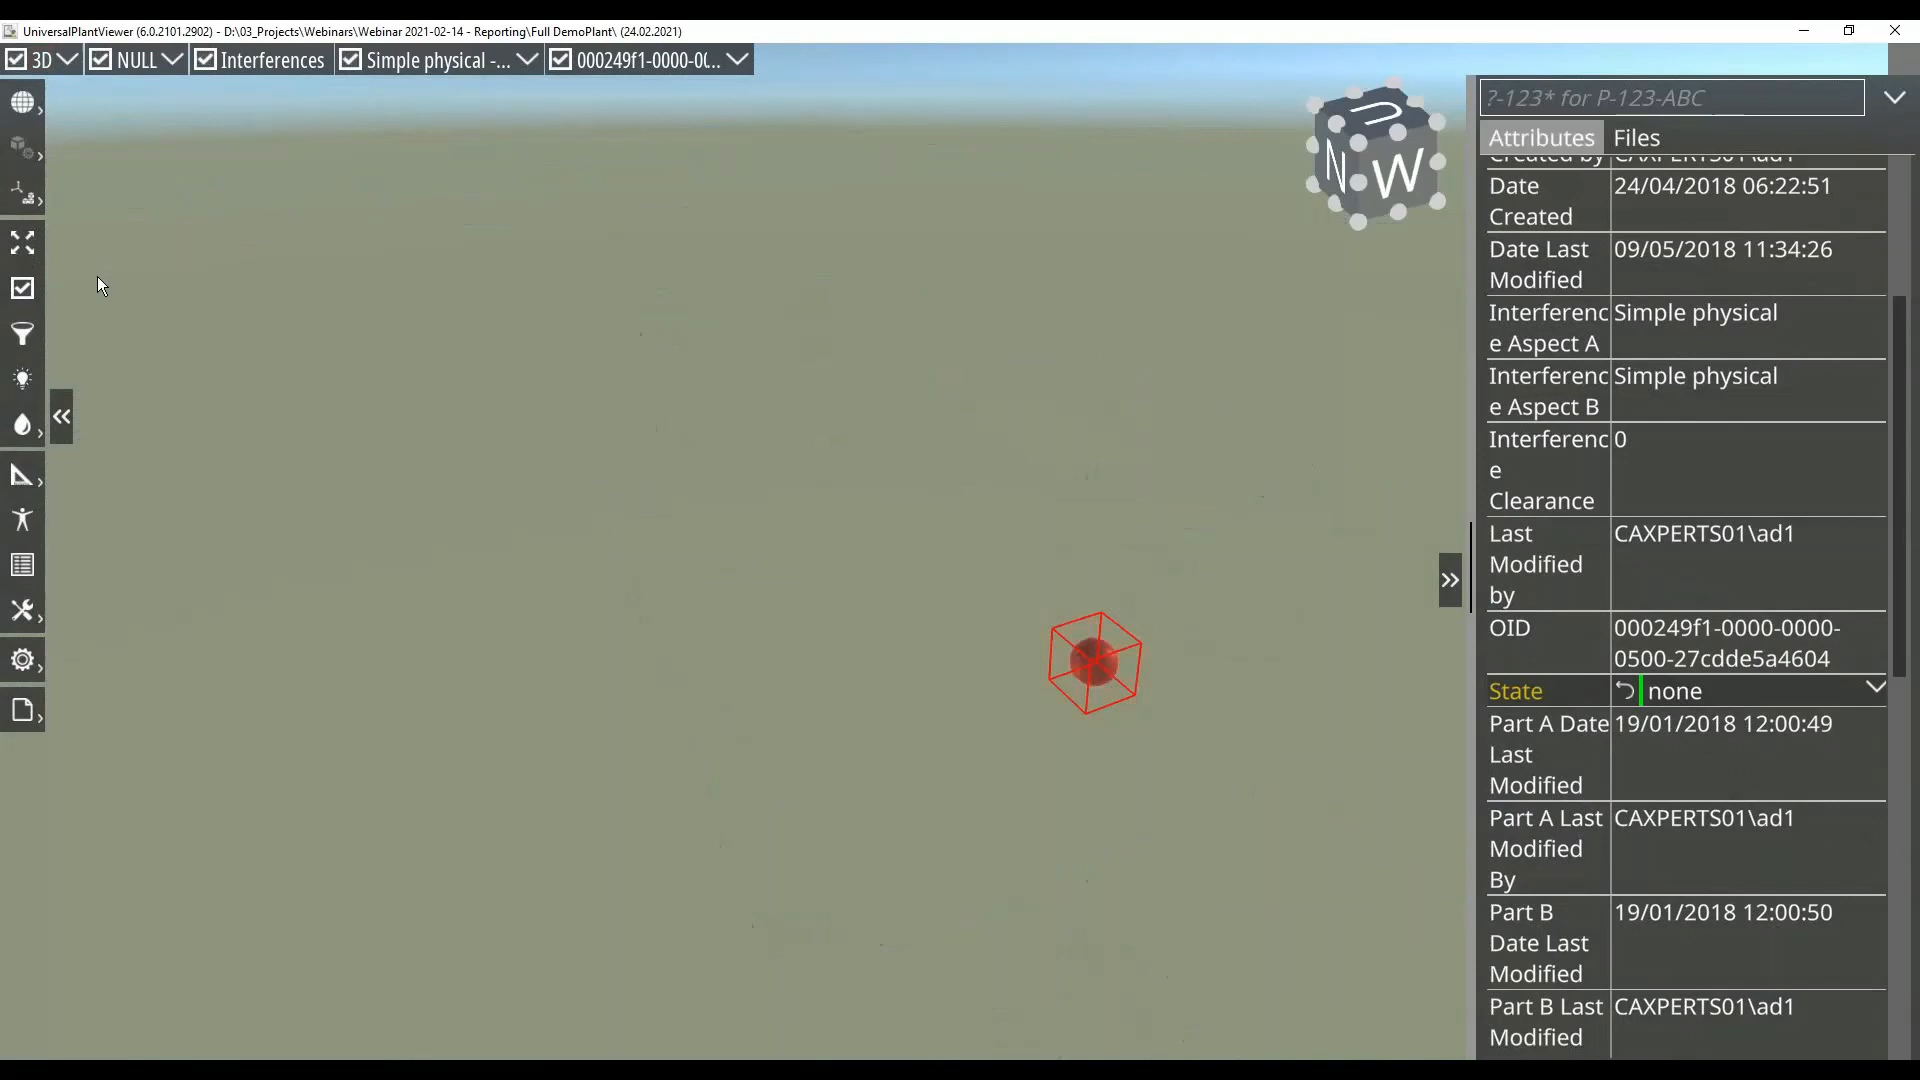 UniversalPlantViewer (6.0.2101.2902) - D:\03_Projects\Webinars\Webinar 2021-02-14 - Reporting\Full DemoPlant\ (24.02.2021)
3D NULL Interferences Simple physical -... 000249f1-0000-0(...
?-123* for P-123-ABC
Attributes Files
Created by CAXPERTS01\ad1
Date 24/04/2018 06:22:51
Created
Date Last 09/05/2018 11:34:26
Modified
Interferenc Simple physical
e Aspect A
Interferenc Simple physical
e Aspect B
Interferenc 0
e
Clearance
Last CAXPERTS01\ad1
Modified
by
OID 000249f1-0000-0000-
0500-27cdde5a4604
State none
Part A Date 19/01/2018 12:00:49
Last
Modified
Part A Last CAXPERTS01\ad1
Modified
By
Part B 19/01/2018 12:00:50
Date Last
Modified
Part B Last CAXPERTS01\ad1
Modified
U
N W